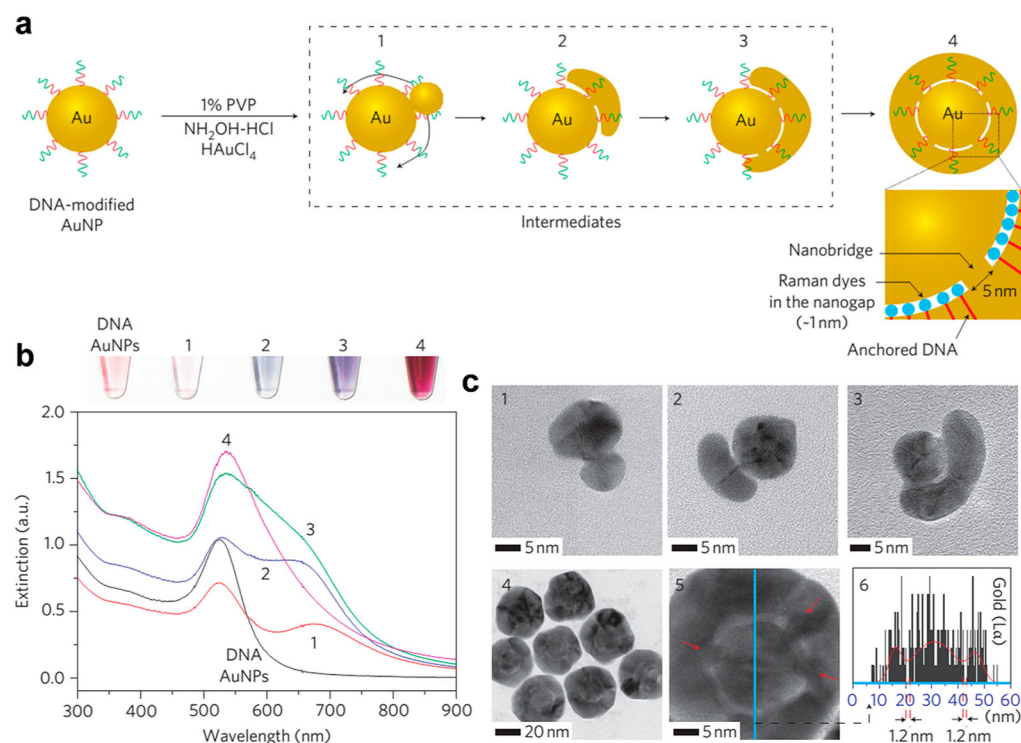 a
Au
DNA-modified
AuNP
1% PVP
NH2OH-HCl
HAuCl4
1
Au
2
Au
3
Au
Intermediates
4
Au
Nanobridge
Raman dyes
in the nanogap
(~1 nm)
5 nm
Anchored DNA
b
DNA
AuNPs
1
2
3
4
Extinction (a.u.)
2.0
1.5
1.0
0.5
0.0
4
3
2
1
DNA
AuNPs
300 400 500 600 700 800 900
Wavelength (nm)
c
1
5 nm
2
5 nm
3
5 nm
4
20 nm
5
5 nm
6
Gold (Lα)
0 10 20 30 40 50 60
(nm)
1.2 nm 1.2 nm